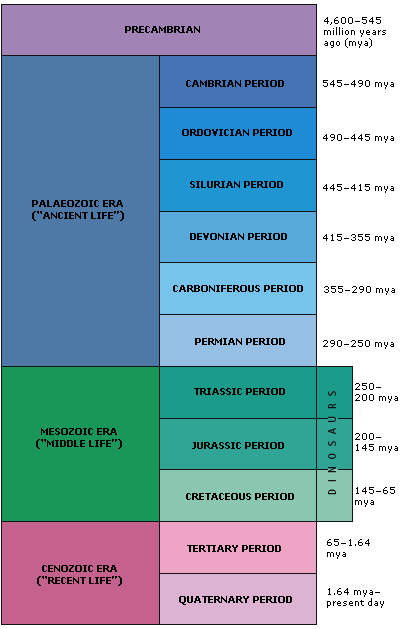 PRECAMBRIAN
4,600–545
million years
ago (mya)
PALAEOZOIC ERA
("ANCIENT LIFE")
CAMBRIAN PERIOD
545–490 mya
ORDOVICIAN PERIOD
490–445 mya
SILURIAN PERIOD
445–415 mya
DEVONIAN PERIOD
415–355 mya
CARBONIFEROUS PERIOD
355–290 mya
PERMIAN PERIOD
290–250 mya
MESOZOIC ERA
("MIDDLE LIFE")
TRIASSIC PERIOD
250–
200 mya
JURASSIC PERIOD
200–
145 mya
CRETACEOUS PERIOD
145–65
mya
DINOSAURS
CENOZOIC ERA
("RECENT LIFE")
TERTIARY PERIOD
65–1.64
mya
QUATERNARY PERIOD
1.64 mya–
present day